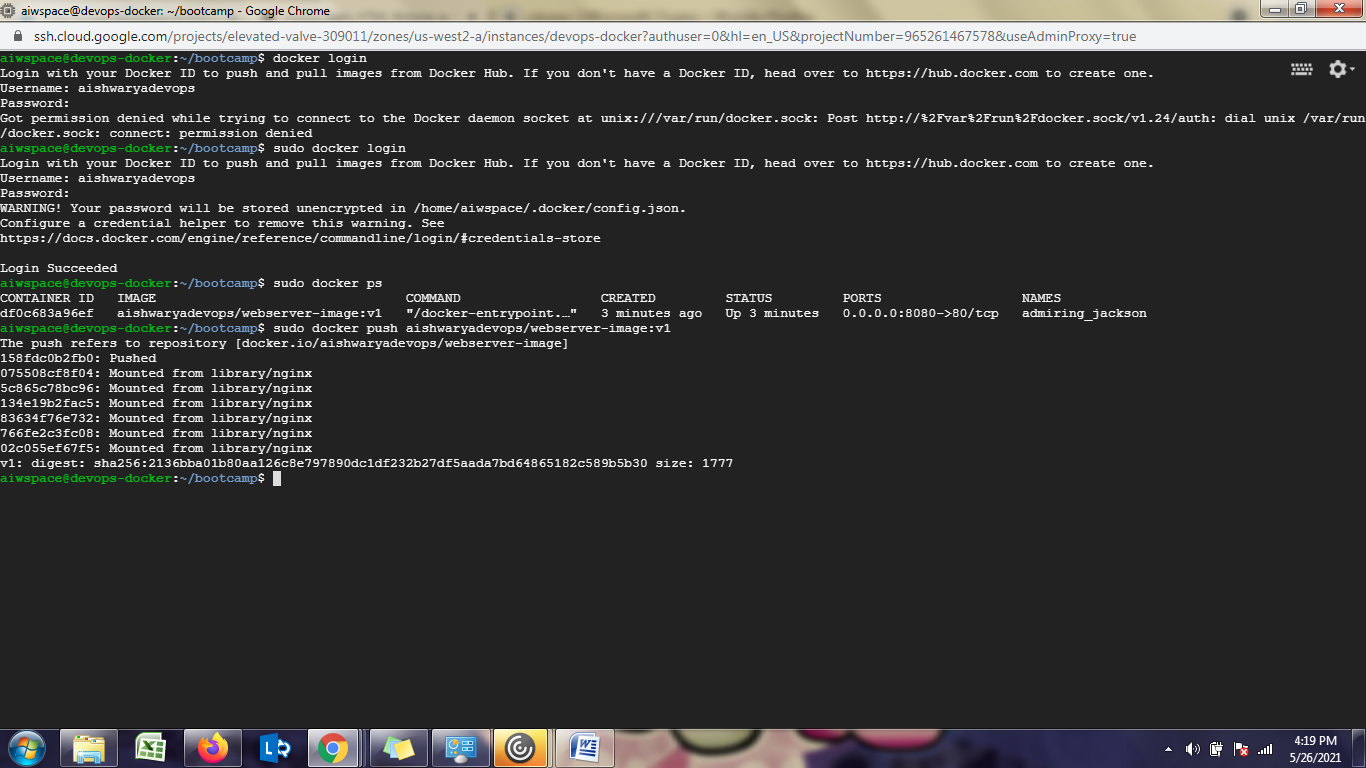 aiwspace@devops-docker: ~/bootcamp - Google Chrome
ssh.cloud.google.com/projects/elevated-valve-309011/zones/us-west2-a/instances/devops-docker?authuser=0&hl=en_US&projectNumber=965261467578&useAdminProxy=true
aiwspace@devops-docker:~/bootcamp$ docker login
Login with your Docker ID to push and pull images from Docker Hub. If you don't have a Docker ID, head over to https://hub.docker.com to create one.
Username: aishwaryadevops
Password:
Got permission denied while trying to connect to the Docker daemon socket at unix:///var/run/docker.sock: Post http://%2Fvar%2Frun%2Fdocker.sock/v1.24/auth: dial unix /var/run
/docker.sock: connect: permission denied
aiwspace@devops-docker:~/bootcamp$ sudo docker login
Login with your Docker ID to push and pull images from Docker Hub. If you don't have a Docker ID, head over to https://hub.docker.com to create one.
Username: aishwaryadevops
Password:
WARNING! Your password will be stored unencrypted in /home/aiwspace/.docker/config.json.
Configure a credential helper to remove this warning. See
https://docs.docker.com/engine/reference/commandline/login/#credentials-store
Login Succeeded
aiwspace@devops-docker:~/bootcamp$ sudo docker ps
CONTAINER ID IMAGE COMMAND CREATED STATUS PORTS NAMES
df0c683a96ef aishwaryadevops/webserver-image:v1 "/docker-entrypoint.…" 3 minutes ago Up 3 minutes 0.0.0.0:8080->80/tcp admiring_jackson
aiwspace@devops-docker:~/bootcamp$ sudo docker push aishwaryadevops/webserver-image:v1
The push refers to repository [docker.io/aishwaryadevops/webserver-image]
158fdc0b2fb0: Pushed
075508cf8f04: Mounted from library/nginx
5c865c78bc96: Mounted from library/nginx
134e19b2fac5: Mounted from library/nginx
83634f76e732: Mounted from library/nginx
766fe2c3fc08: Mounted from library/nginx
02c055ef67f5: Mounted from library/nginx
v1: digest: sha256:2136bba01b80aa126c8e797890dc1df232b27df5aada7bd64865182c589b5b30 size: 1777
aiwspace@devops-docker:~/bootcamp$
4:19 PM
5/26/2021